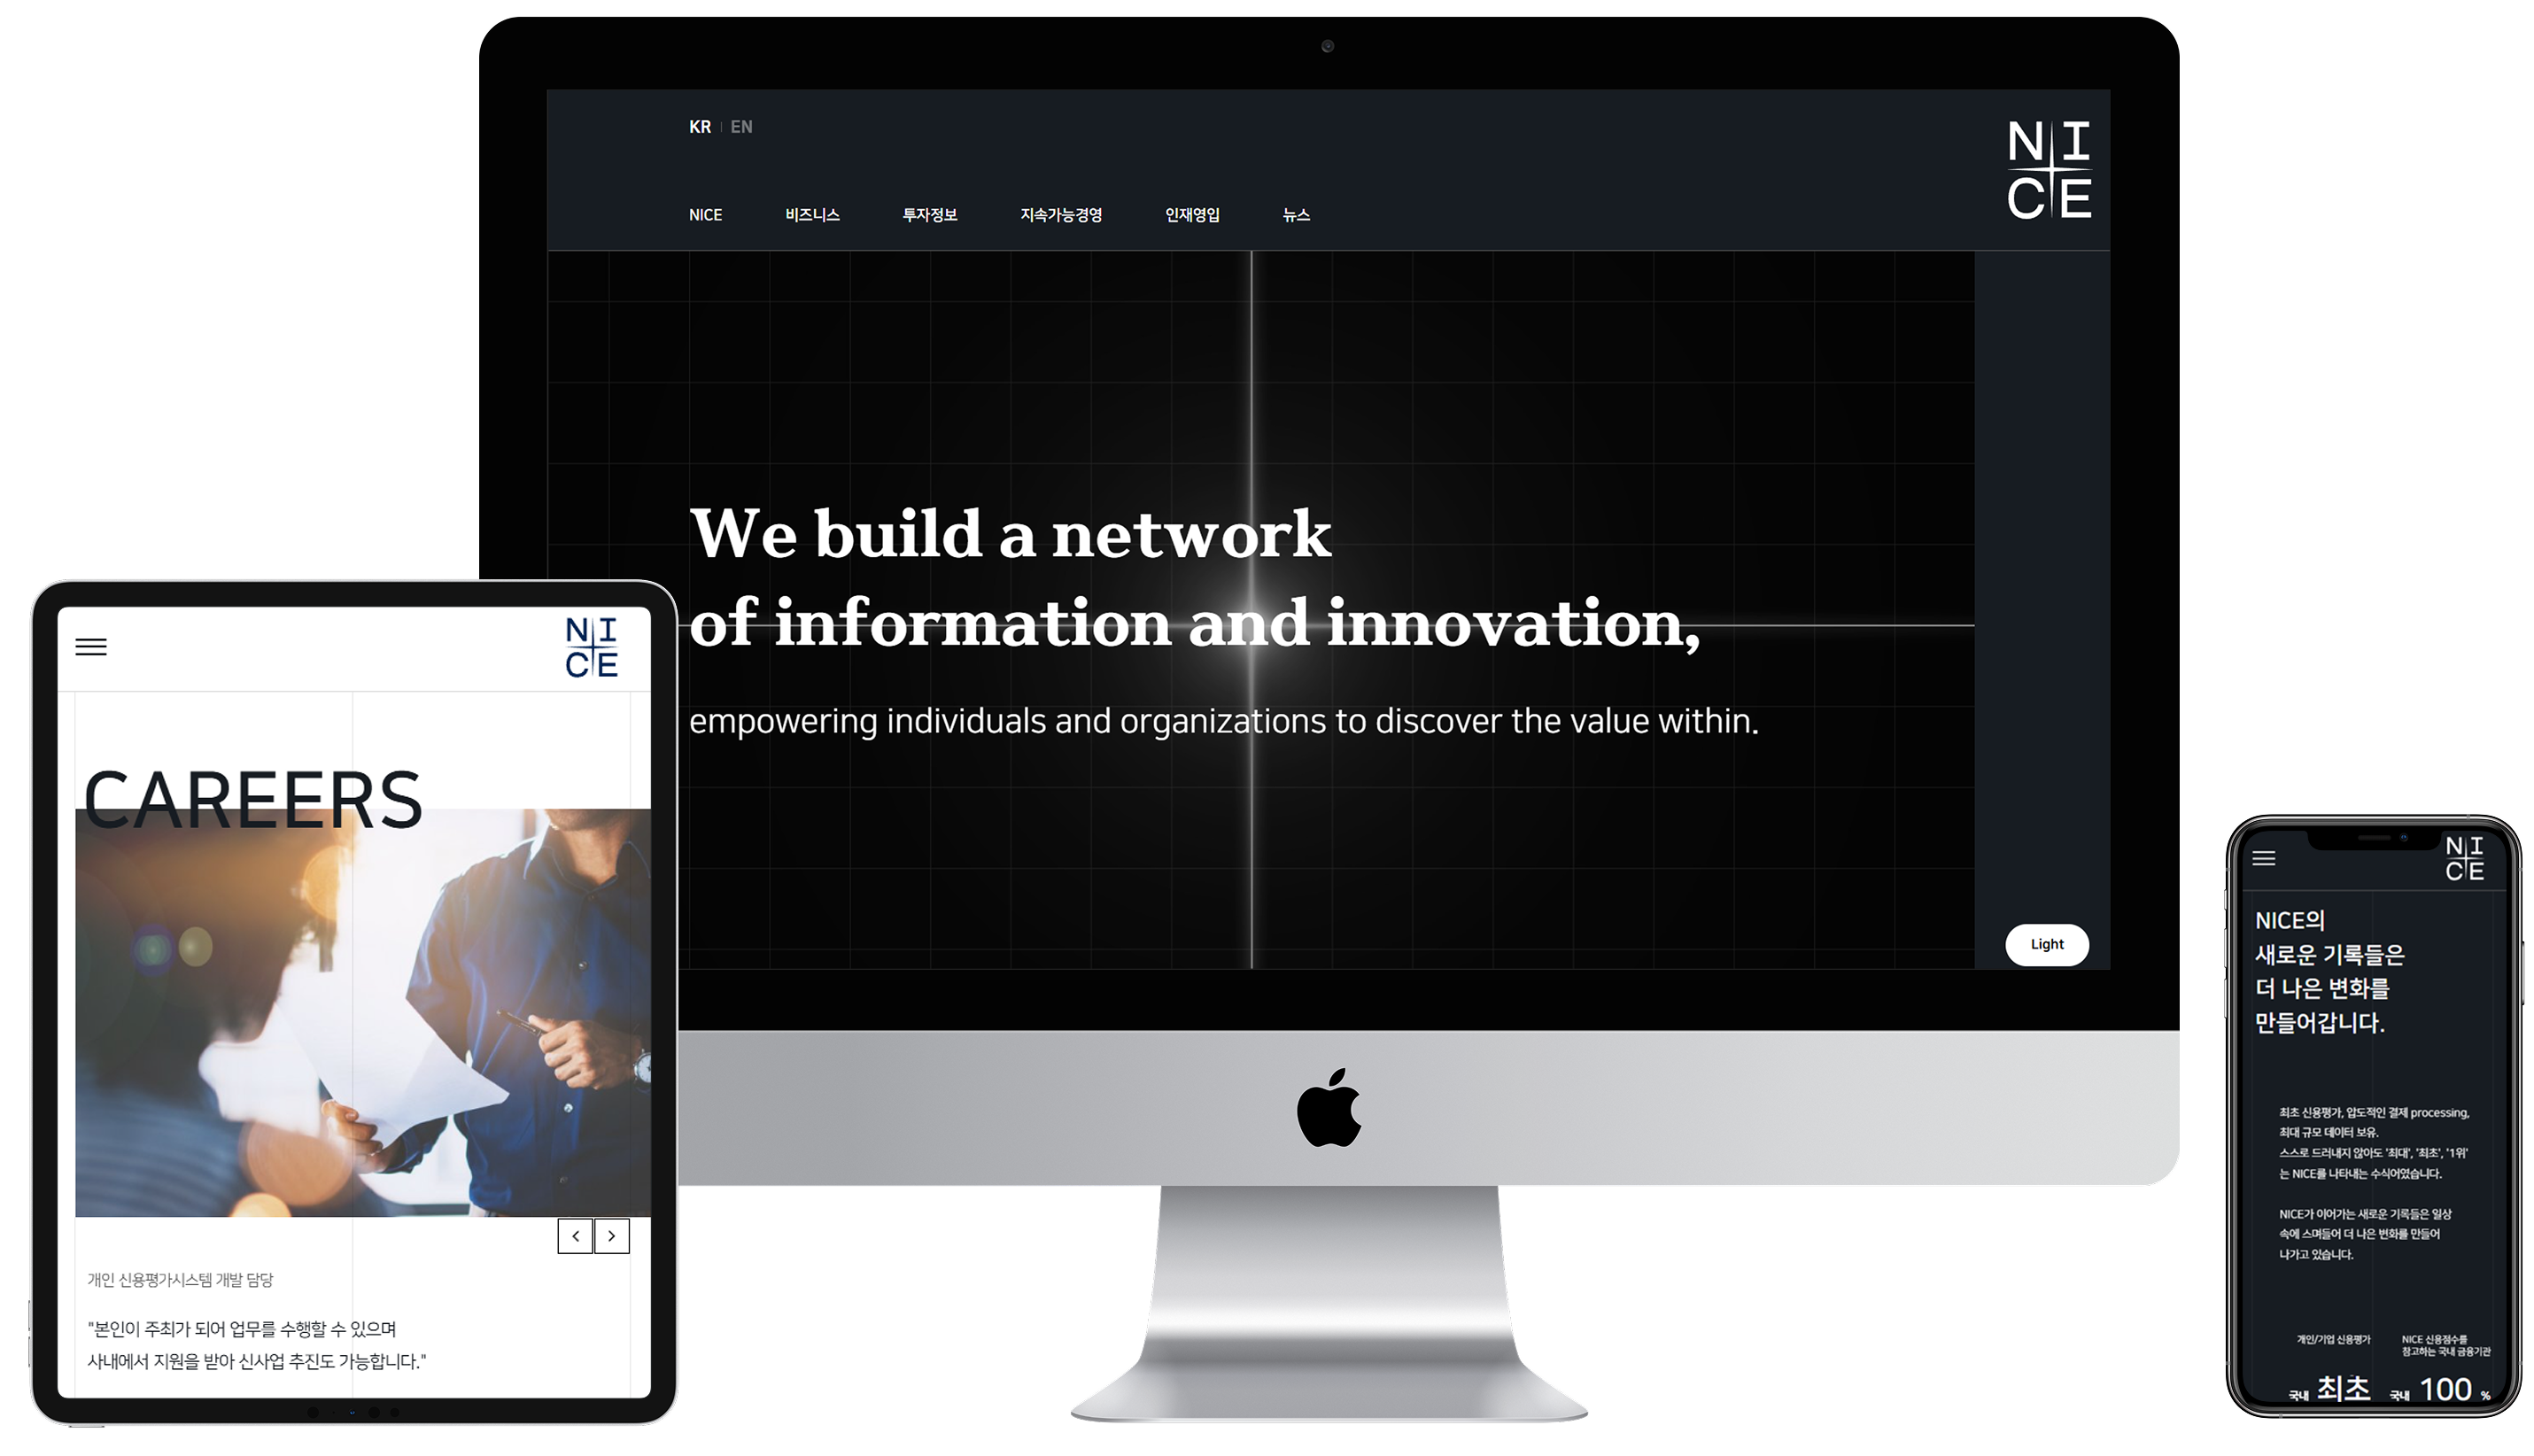 KR | EN
NICE 비즈니스 투자정보 지속가능경영 인재영입 뉴스
NI
CE
We build a network
of information and innovation,
empowering individuals and organizations to discover the value within.
Light
NI
CE
CAREERS
개인 신용평가시스템 개발 담당
"본인이 주최가 되어 업무를 수행할 수 있으며
사내에서 지원을 받아 신사업 추진도 가능합니다."
NI
CE
NICE의
새로운 기록들은
더 나은 변화를
만들어갑니다.
최초 신용평가, 압도적인 결제 processing,
최대 규모 데이터 보유.
스스로 드러내지 않아도 '최대', '최초', '1위'
는 NICE를 나타내는 수식어였습니다.
NICE가 이어가는 새로운 기록들은 일상
속에 스며들어 더 나은 변화를 만들어
나가고 있습니다.
개인/기업 신용평가
국내 최초
NICE 신용점수를
참고하는 국내 금융기관
국내 100 %